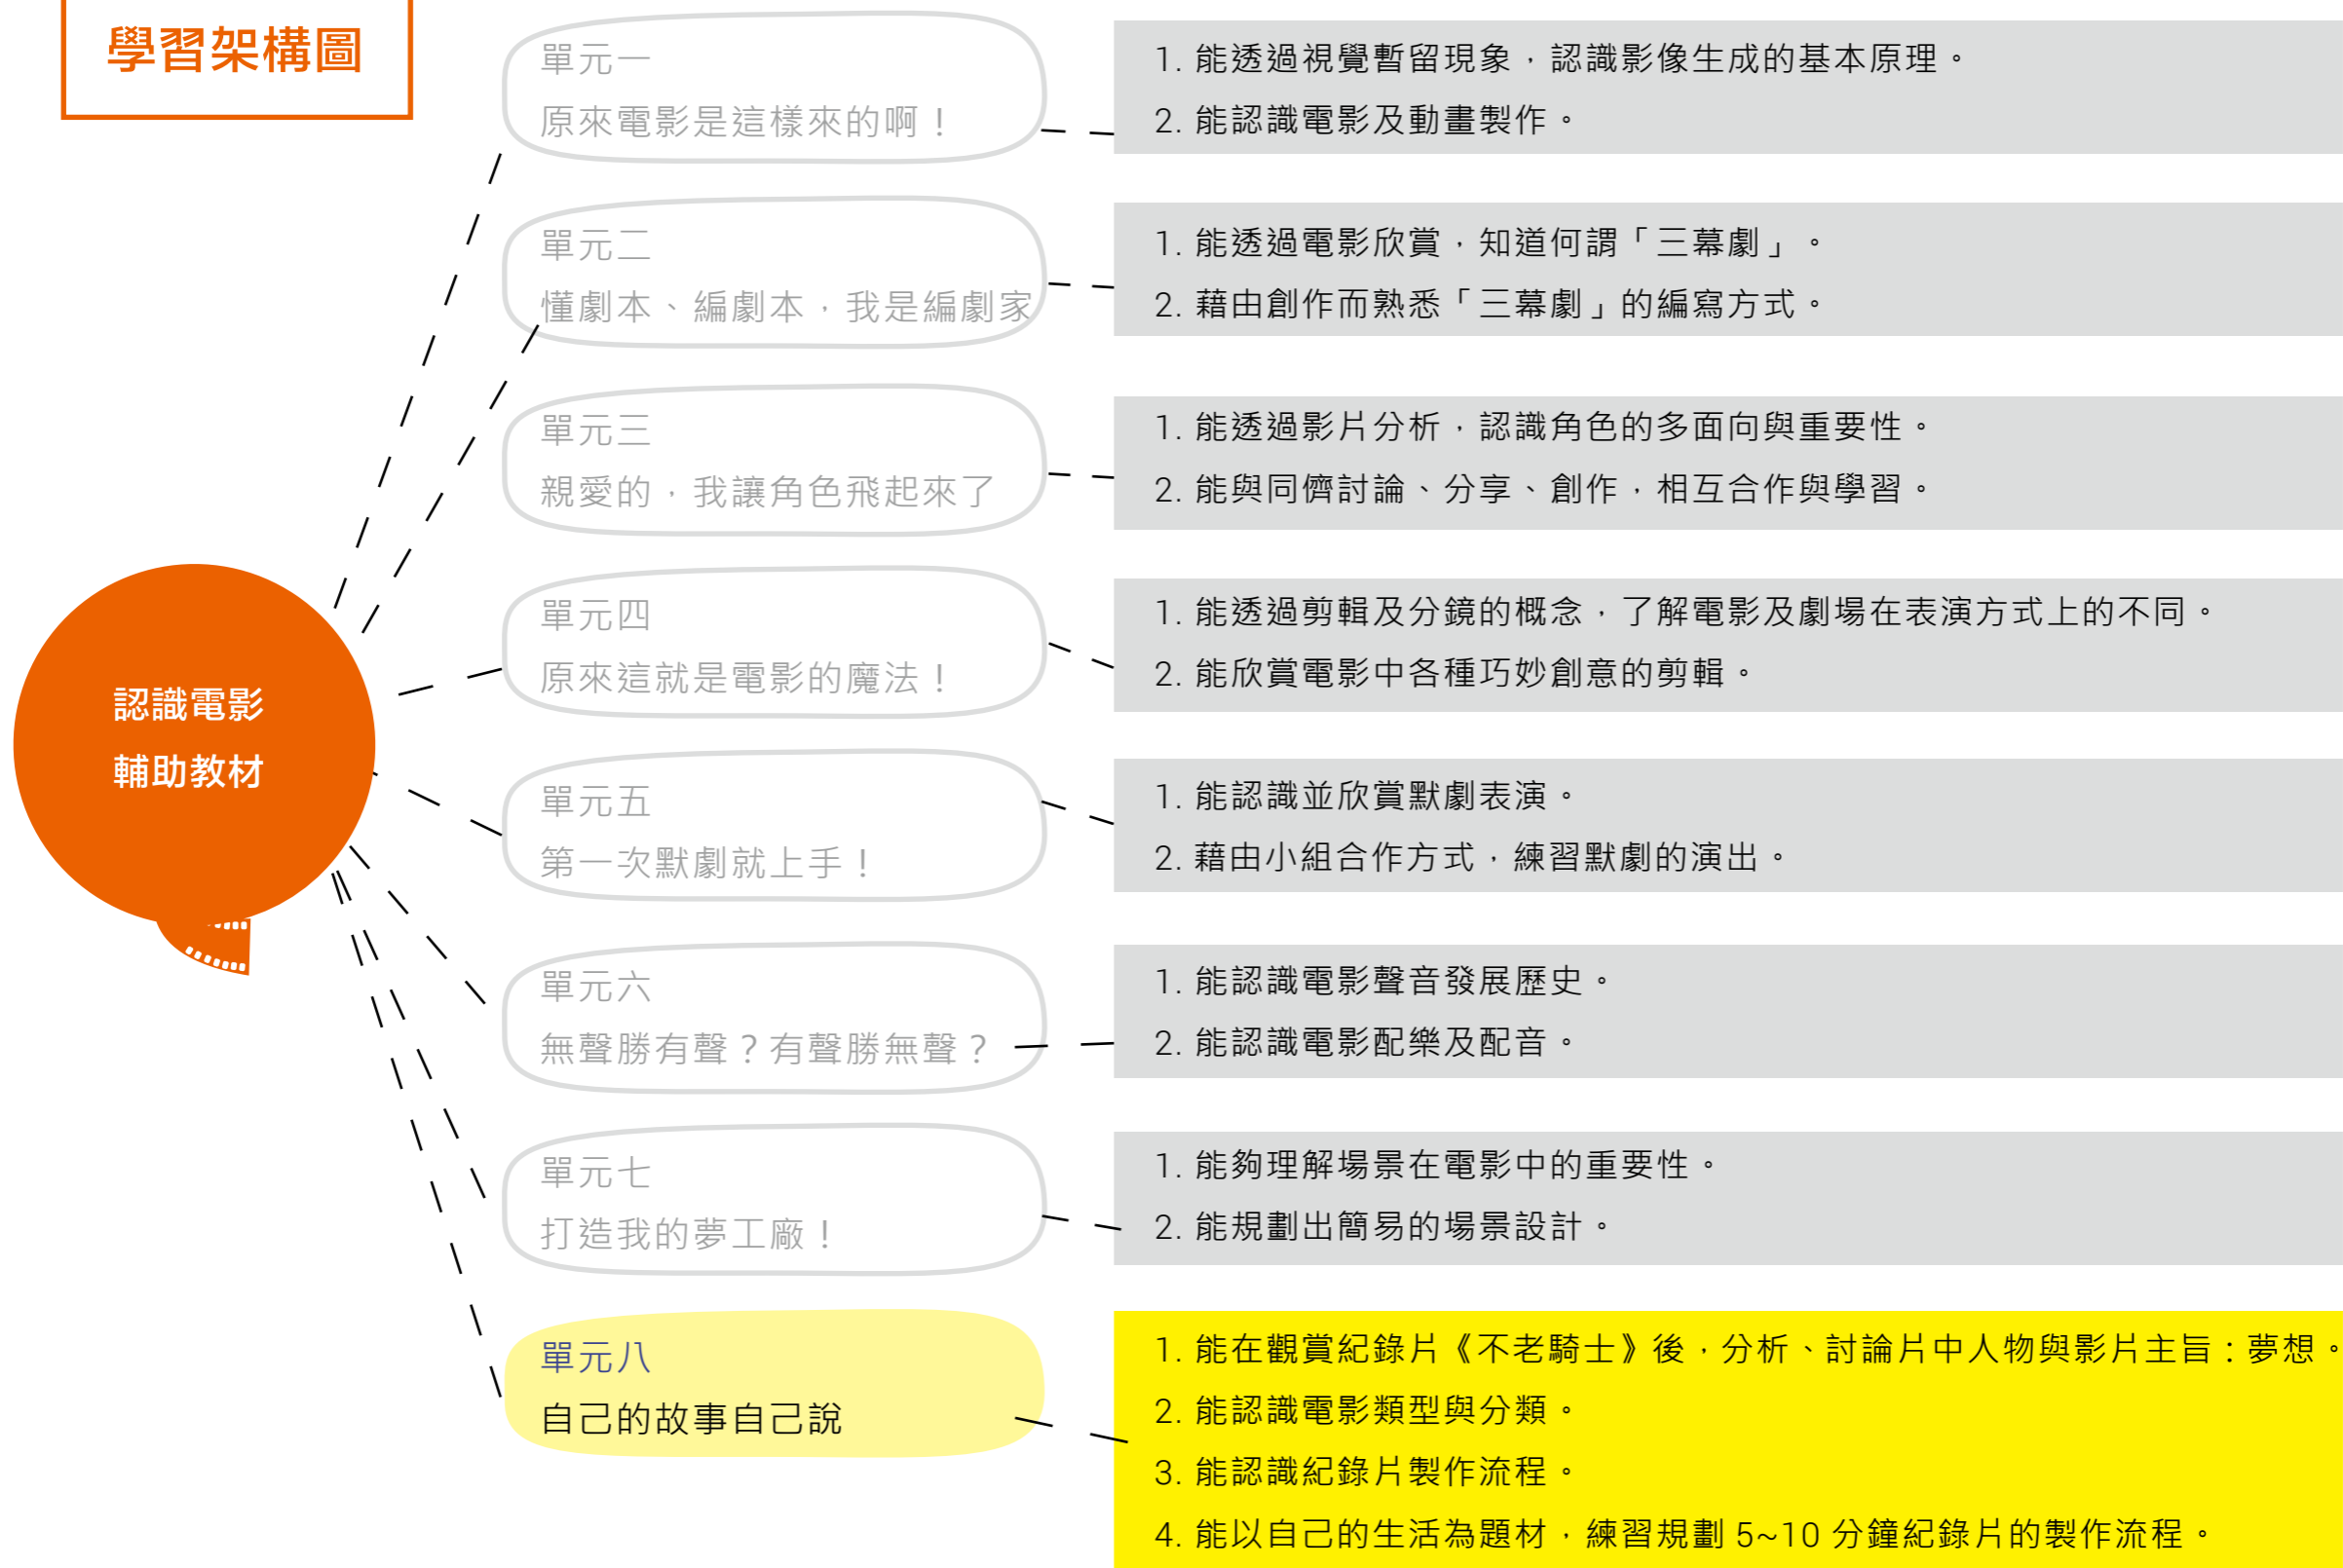 學習架構圖
認識電影
輔助教材
單元一
原來電影是這樣來的啊！
1. 能透過視覺暫留現象，認識影像生成的基本原理。
2. 能認識電影及動畫製作。
單元二
懂劇本、編劇本，我是編劇家
1. 能透過電影欣賞，知道何謂「三幕劇」。
2. 藉由創作而熟悉「三幕劇」的編寫方式。
單元三
親愛的，我讓角色飛起來了
1. 能透過影片分析，認識角色的多面向與重要性。
2. 能與同儕討論、分享、創作，相互合作與學習。
單元四
原來這就是電影的魔法！
1. 能透過剪輯及分鏡的概念，了解電影及劇場在表演方式上的不同。
2. 能欣賞電影中各種巧妙創意的剪輯。
單元五
第一次默劇就上手！
1. 能認識並欣賞默劇表演。
2. 藉由小組合作方式，練習默劇的演出。
單元六
無聲勝有聲？有聲勝無聲？
1. 能認識電影聲音發展歷史。
2. 能認識電影配樂及配音。
單元七
打造我的夢工廠！
1. 能夠理解場景在電影中的重要性。
2. 能規劃出簡易的場景設計。
單元八
自己的故事自己說
1. 能在觀賞紀錄片《不老騎士》後，分析、討論片中人物與影片主旨：夢想。
2. 能認識電影類型與分類。
3. 能認識紀錄片製作流程。
4. 能以自己的生活為題材，練習規劃 5~10 分鐘紀錄片的製作流程。